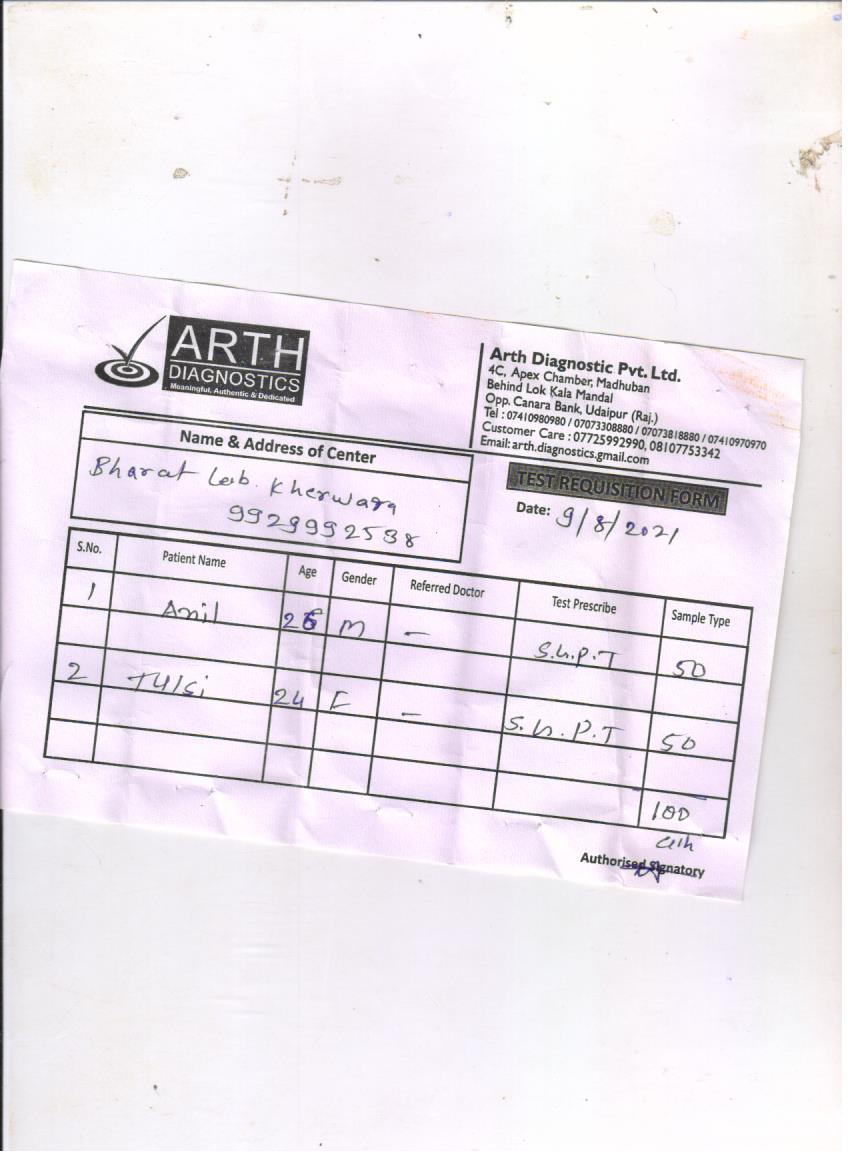 ARTH
DIAGNOSTICS
Meaningful, Authentic & Dedicated
Arth Diagnostic Pvt. Ltd.
4C, Apex Chamber, Madhuban
Behind Lok Kala Mandal
Opp. Canara Bank, Udaipur (Raj.)
Tel : 07410980980 / 07073308880 / 07073818880 / 07410970970
Customer Care : 07725992990, 08107753342
Email: arth.diagnostics.gmail.com
Name & Address of Center
Bharat Lab. Kherwara
9929992538
TEST REQUISITION FORM
Date: 9/8/2021
S.No. Patient Name Age Gender Referred Doctor Test Prescribe Sample Type
1 Anil M - S.G.P.T 50
2 Tulsi 24 F - S.G.P.T 50
100
Authorised Signatory